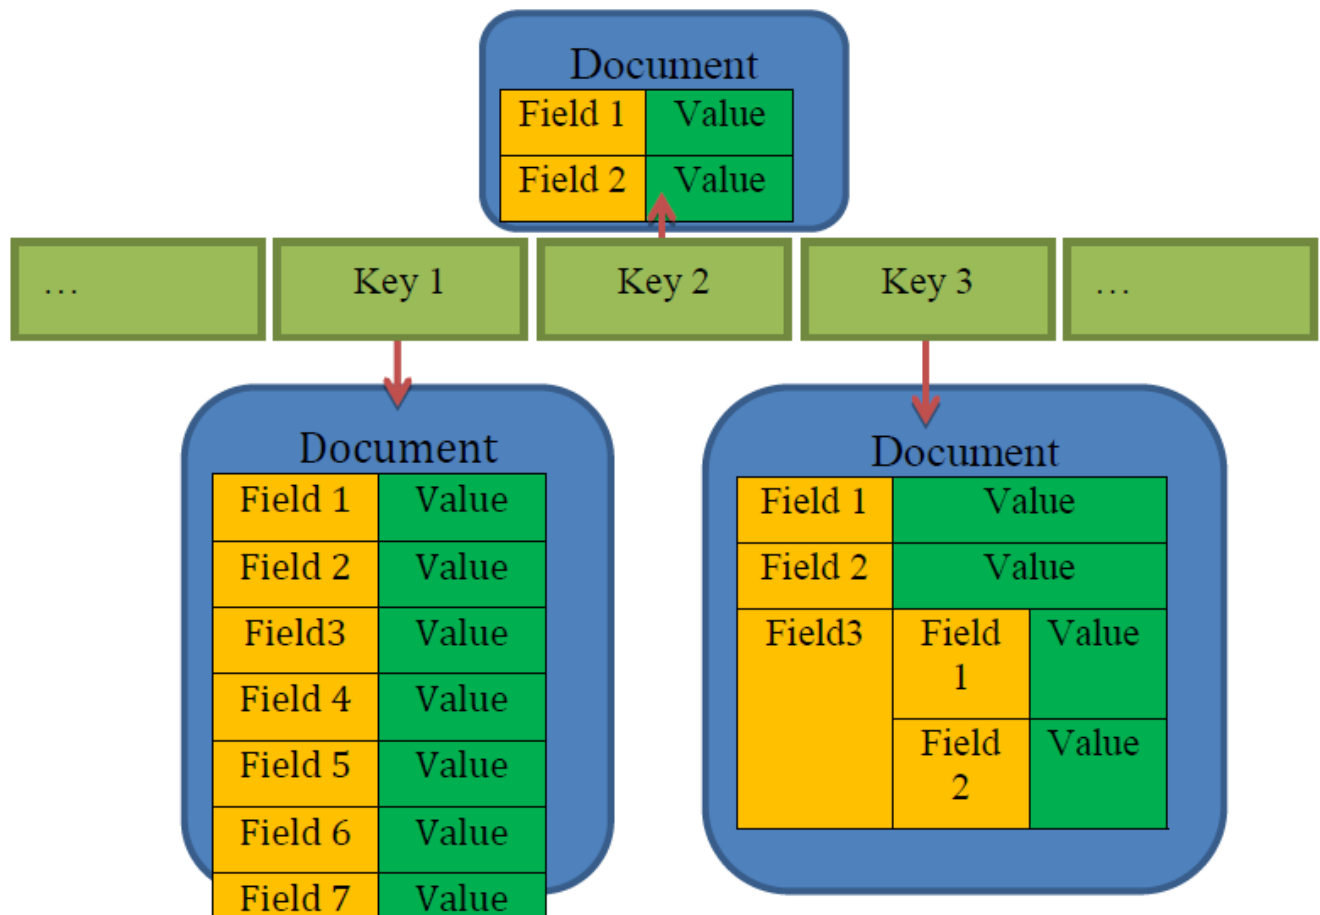 Document
Field 1 Value
Field 2 Value
… Key 1 Key 2 Key 3 …
Document
Field 1 Value
Field 2 Value
Field3 Value
Field 4 Value
Field 5 Value
Field 6 Value
Field 7 Value
Document
Field 1 Value
Field 2 Value
Field3 Field Value
1
Field Value
2